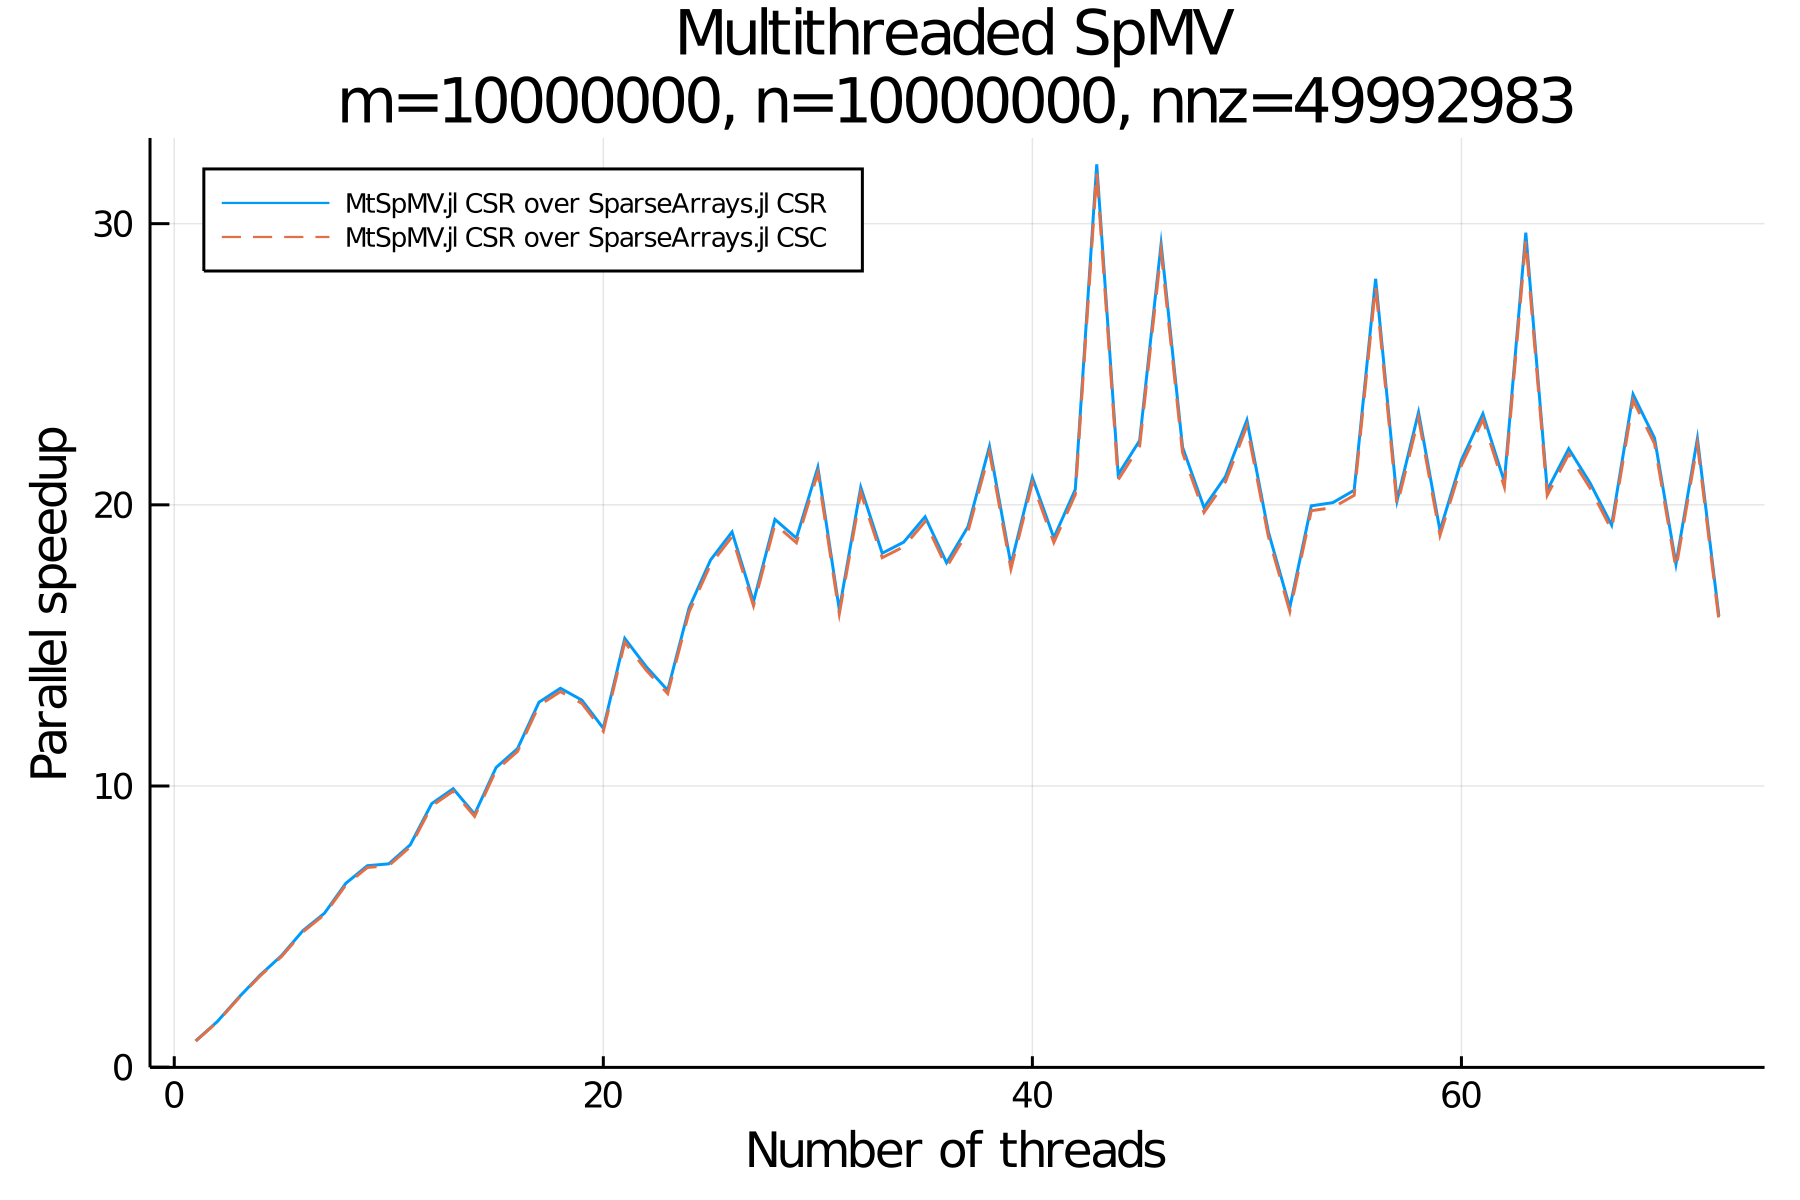 Multithreaded SpMV
m=10000000, n=10000000, nnz=49992983
MtSpMV.jl CSR over SparseArrays.jl CSR
MtSpMV.jl CSR over SparseArrays.jl CSC
30
20
10
0
Parallel speedup
0 20 40 60
Number of threads